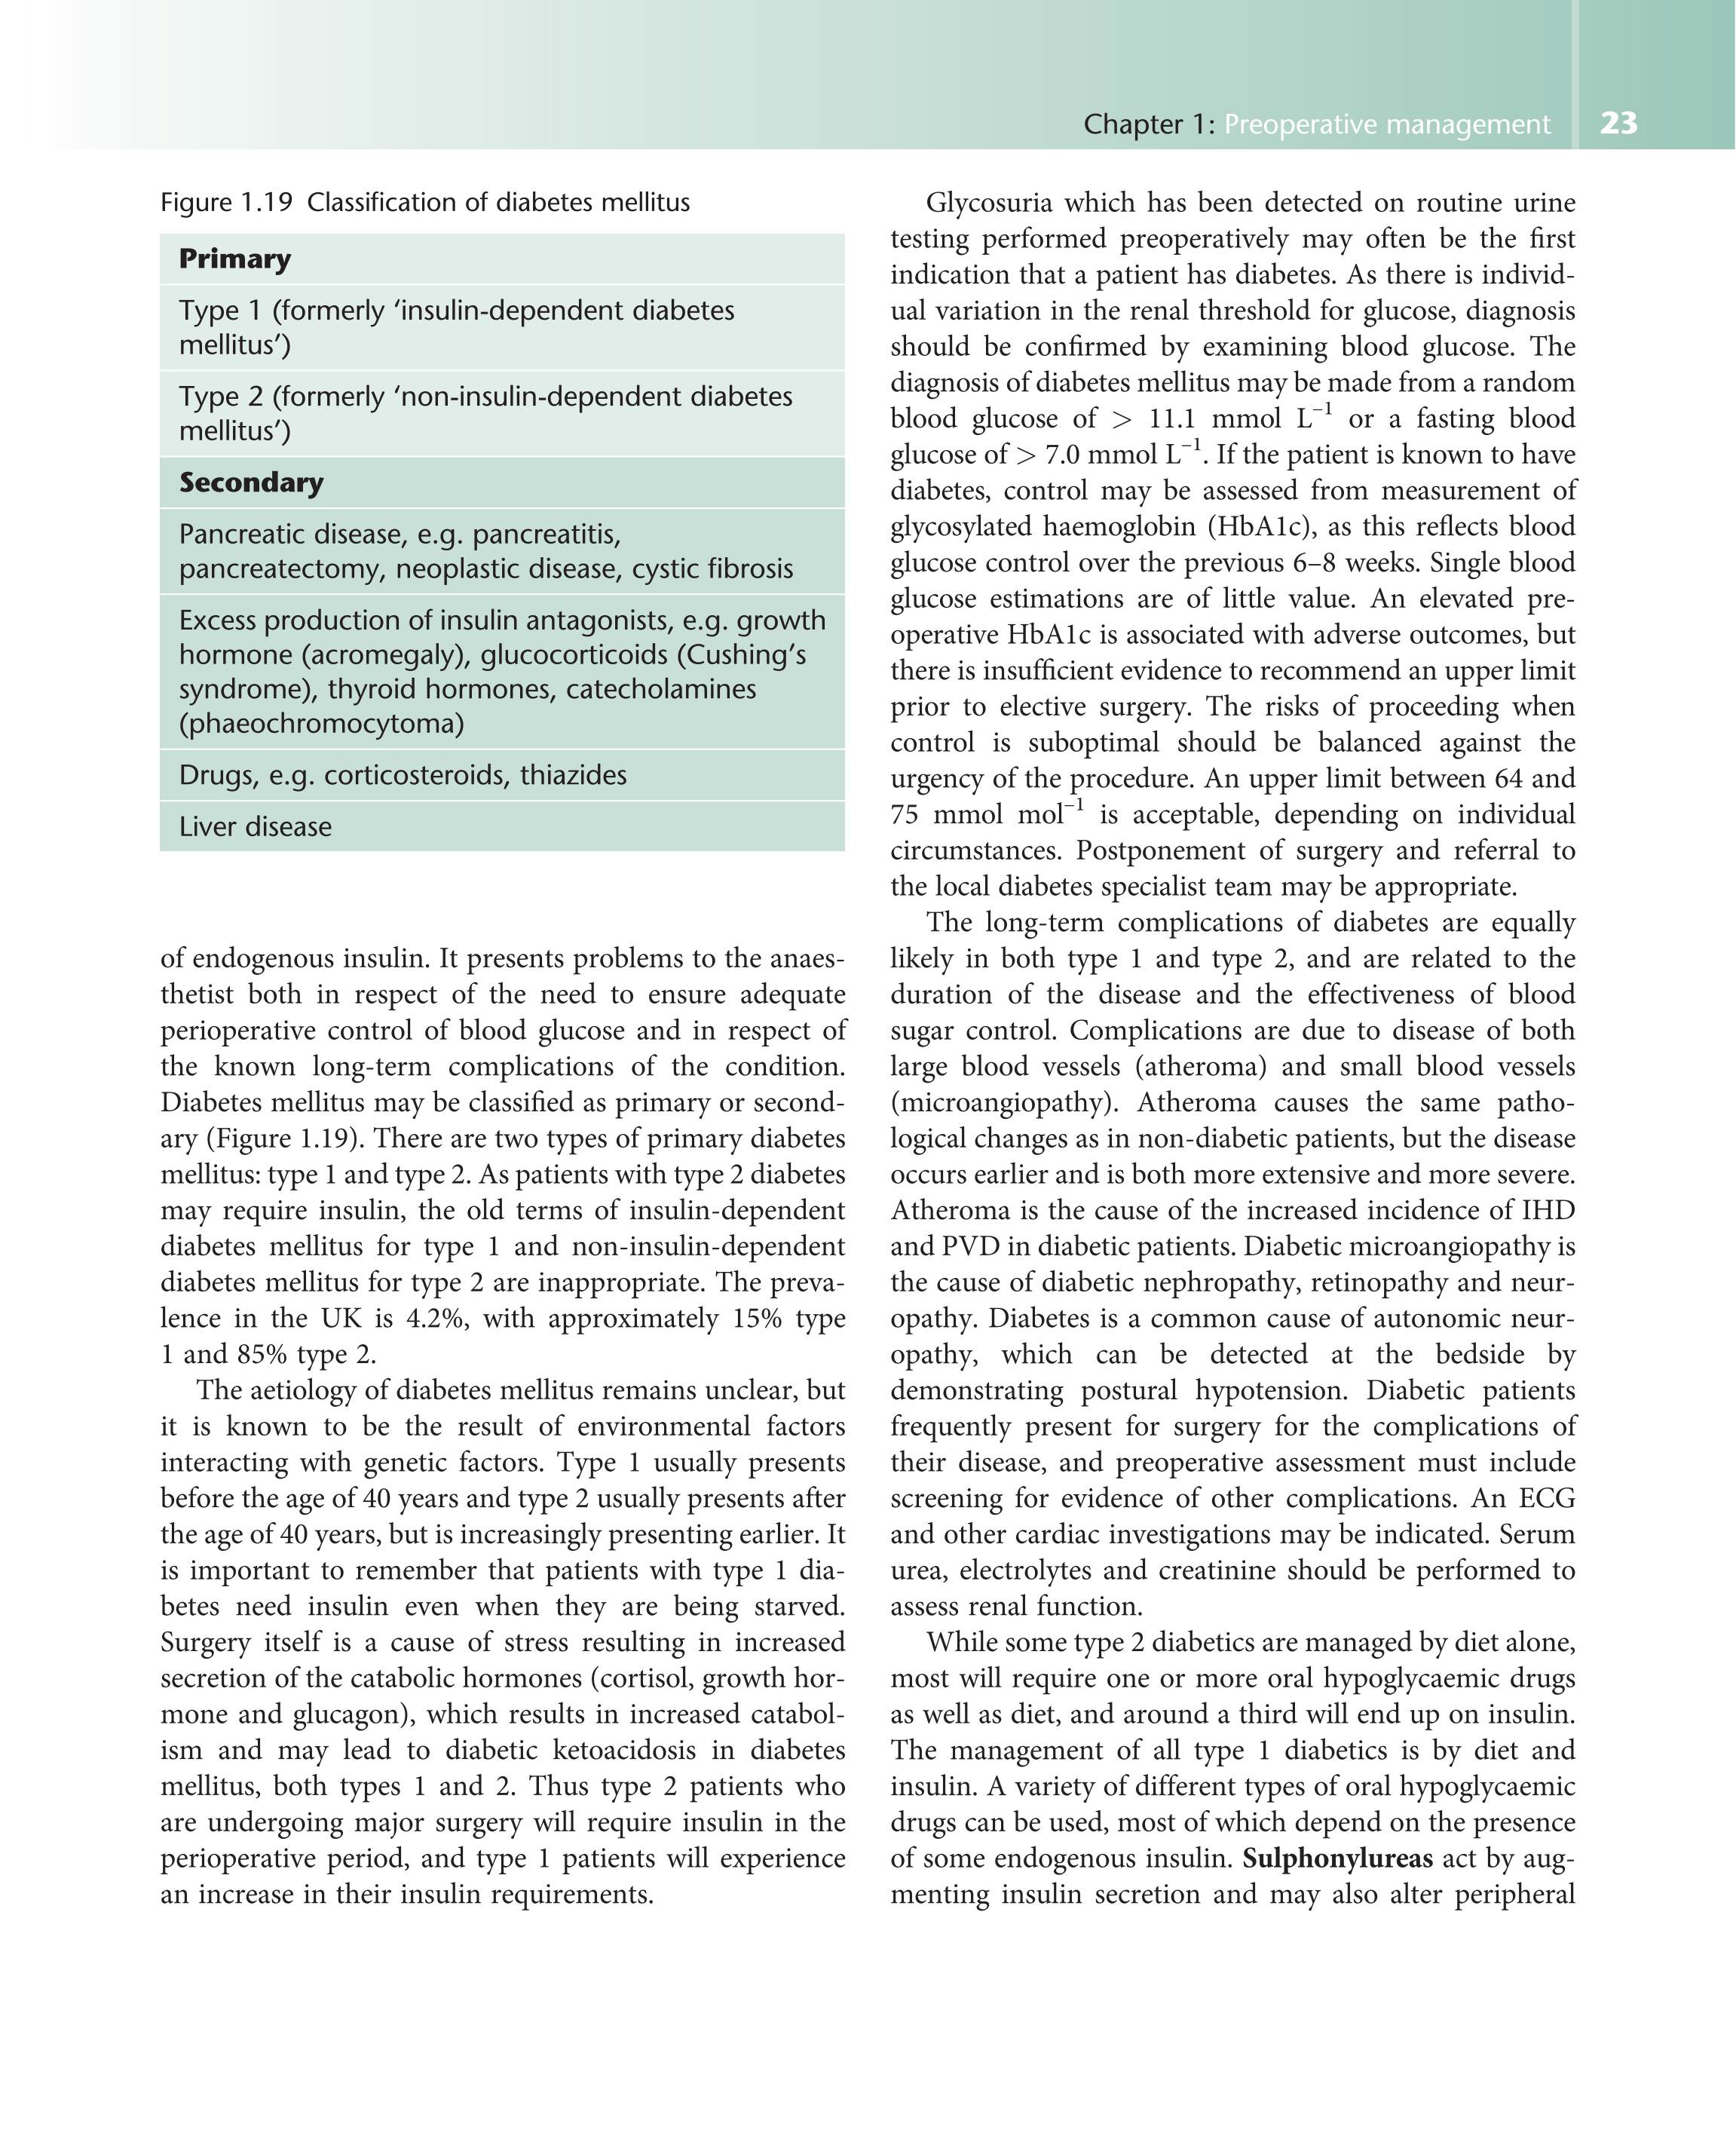 Chapter 1: Preoperative management 23
Figure 1.19 Classification of diabetes mellitus
Primary
Type 1 (formerly ‘insulin-dependent diabetes
mellitus’)
Type 2 (formerly ‘non-insulin-dependent diabetes
mellitus’)
Secondary
Pancreatic disease, e.g. pancreatitis,
pancreatectomy, neoplastic disease, cystic fibrosis
Excess production of insulin antagonists, e.g. growth
hormone (acromegaly), glucocorticoids (Cushing’s
syndrome), thyroid hormones, catecholamines
(phaeochromocytoma)
Drugs, e.g. corticosteroids, thiazides
Liver disease
of endogenous insulin. It presents problems to the anaes-
thetist both in respect of the need to ensure adequate
perioperative control of blood glucose and in respect of
the known long-term complications of the condition.
Diabetes mellitus may be classified as primary or second-
ary (Figure 1.19). There are two types of primary diabetes
mellitus: type 1 and type 2. As patients with type 2 diabetes
may require insulin, the old terms of insulin-dependent
diabetes mellitus for type 1 and non-insulin-dependent
diabetes mellitus for type 2 are inappropriate. The preva-
lence in the UK is 4.2%, with approximately 15% type
1 and 85% type 2.
The aetiology of diabetes mellitus remains unclear, but
it is known to be the result of environmental factors
interacting with genetic factors. Type 1 usually presents
before the age of 40 years and type 2 usually presents after
the age of 40 years, but is increasingly presenting earlier. It
is important to remember that patients with type 1 dia-
betes need insulin even when they are being starved.
Surgery itself is a cause of stress resulting in increased
secretion of the catabolic hormones (cortisol, growth hor-
mone and glucagon), which results in increased catabol-
ism and may lead to diabetic ketoacidosis in diabetes
mellitus, both types 1 and 2. Thus type 2 patients who
are undergoing major surgery will require insulin in the
perioperative period, and type 1 patients will experience
an increase in their insulin requirements.
Glycosuria which has been detected on routine urine
testing performed preoperatively may often be the first
indication that a patient has diabetes. As there is individ-
ual variation in the renal threshold for glucose, diagnosis
should be confirmed by examining blood glucose. The
diagnosis of diabetes mellitus may be made from a random
blood glucose of > 11.1 mmol L⁻¹ or a fasting blood
glucose of > 7.0 mmol L⁻¹. If the patient is known to have
diabetes, control may be assessed from measurement of
glycosylated haemoglobin (HbA1c), as this reflects blood
glucose control over the previous 6–8 weeks. Single blood
glucose estimations are of little value. An elevated pre-
operative HbA1c is associated with adverse outcomes, but
there is insufficient evidence to recommend an upper limit
prior to elective surgery. The risks of proceeding when
control is suboptimal should be balanced against the
urgency of the procedure. An upper limit between 64 and
75 mmol mol⁻¹ is acceptable, depending on individual
circumstances. Postponement of surgery and referral to
the local diabetes specialist team may be appropriate.
The long-term complications of diabetes are equally
likely in both type 1 and type 2, and are related to the
duration of the disease and the effectiveness of blood
sugar control. Complications are due to disease of both
large blood vessels (atheroma) and small blood vessels
(microangiopathy). Atheroma causes the same patho-
logical changes as in non-diabetic patients, but the disease
occurs earlier and is both more extensive and more severe.
Atheroma is the cause of the increased incidence of IHD
and PVD in diabetic patients. Diabetic microangiopathy is
the cause of diabetic nephropathy, retinopathy and neur-
opathy. Diabetes is a common cause of autonomic neur-
opathy, which can be detected at the bedside by
demonstrating postural hypotension. Diabetic patients
frequently present for surgery for the complications of
their disease, and preoperative assessment must include
screening for evidence of other complications. An ECG
and other cardiac investigations may be indicated. Serum
urea, electrolytes and creatinine should be performed to
assess renal function.
While some type 2 diabetics are managed by diet alone,
most will require one or more oral hypoglycaemic drugs
as well as diet, and around a third will end up on insulin.
The management of all type 1 diabetics is by diet and
insulin. A variety of different types of oral hypoglycaemic
drugs can be used, most of which depend on the presence
of some endogenous insulin. Sulphonylureas act by aug-
menting insulin secretion and may also alter peripheral